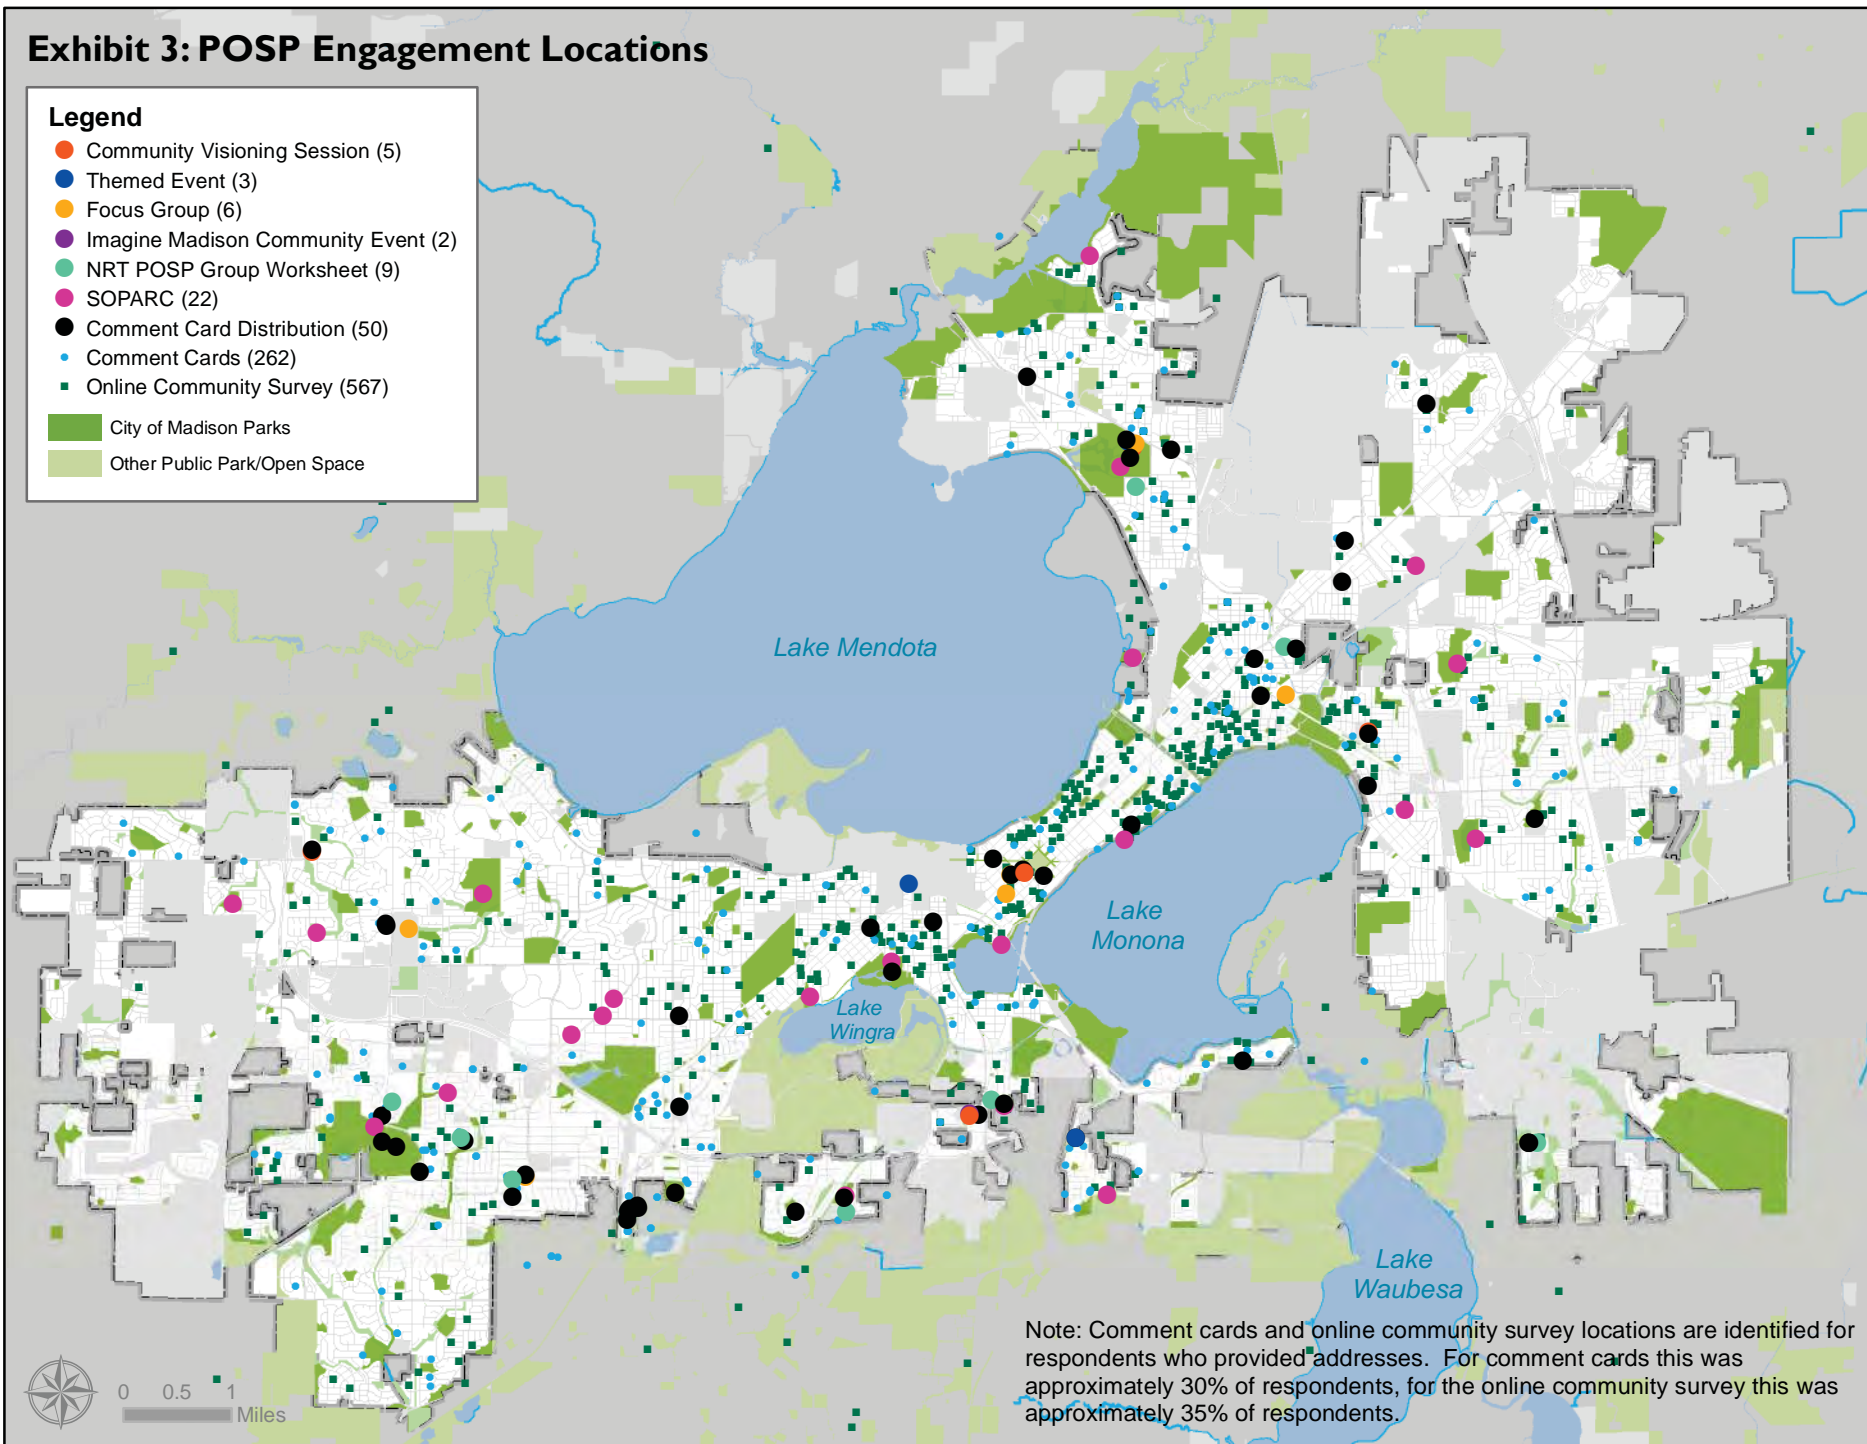 Exhibit 3: POSP Engagement Locations
Legend
Community Visioning Session (5)
Themed Event (3)
Focus Group (6)
Imagine Madison Community Event (2)
NRT POSP Group Worksheet (9)
SOPARC (22)
Comment Card Distribution (50)
Comment Cards (262)
Online Community Survey (567)
City of Madison Parks
Other Public Park/Open Space
Lake Mendota
Lake
Monona
Lake
Wingra
Lake
Waubesa
Note: Comment cards and online community survey locations are identified for
respondents who provided addresses. For comment cards this was
approximately 30% of respondents, for the online community survey this was
approximately 35% of respondents.
0 0.5 1
Miles